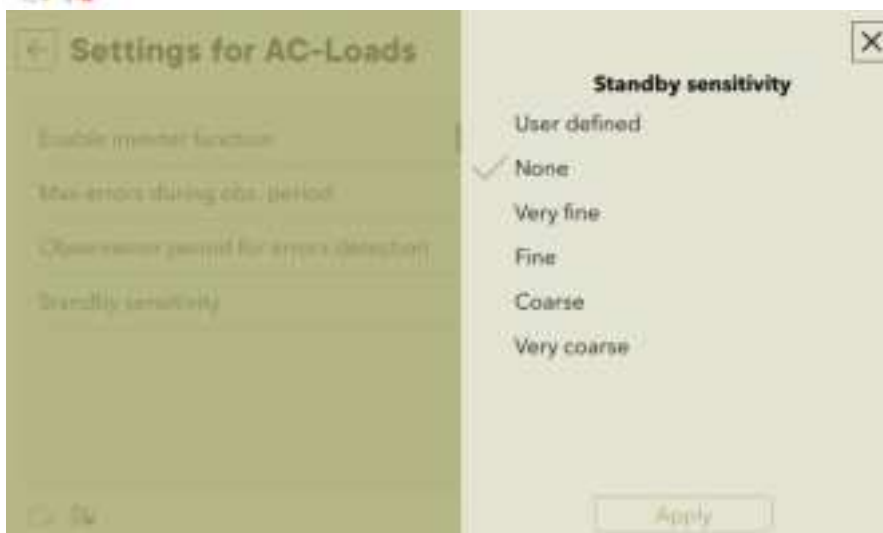 Settings for AC-Loads
Enable inverter function
Max errors during obs. period
Observation period for errors detection
Standby sensitivity
Standby sensitivity
User defined
None
Very fine
Fine
Coarse
Very coarse
Apply